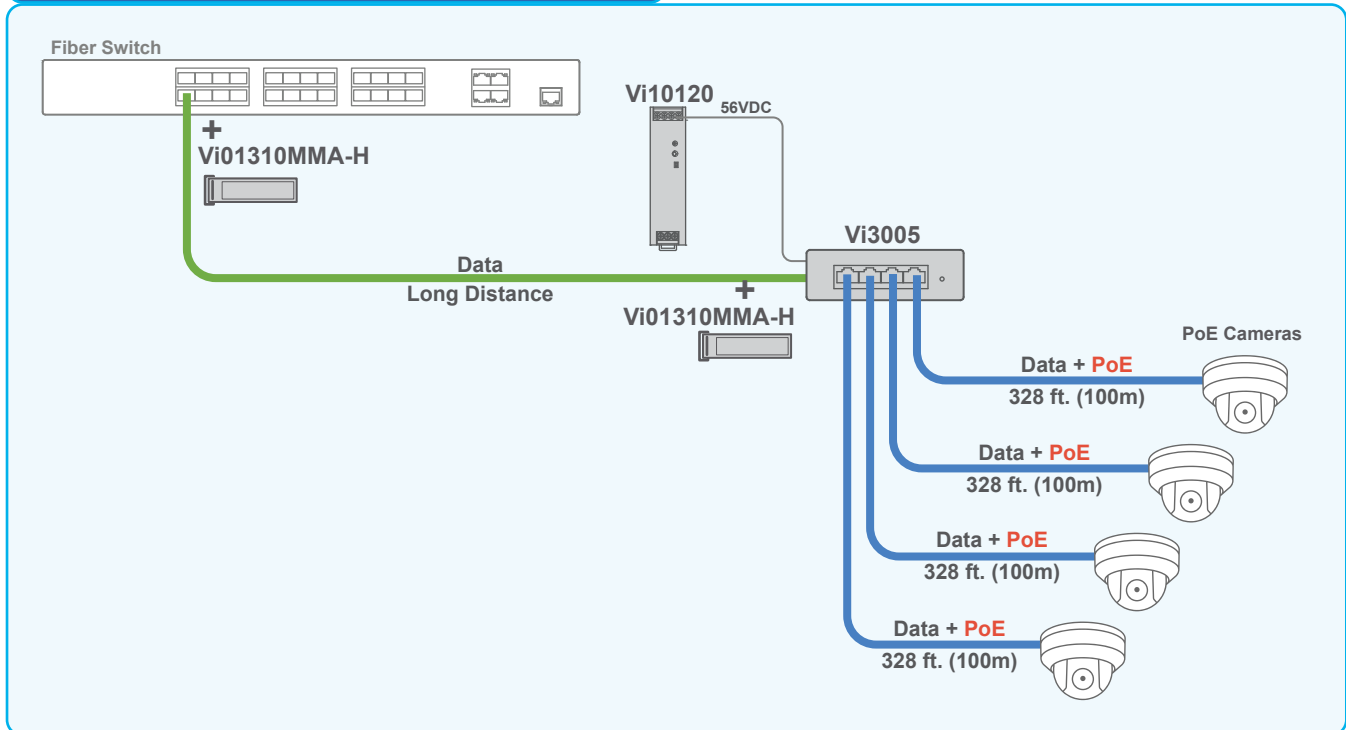 Fiber Switch
+
Vi01310MMA-H
Vi10120
56VDC
Vi3005
Data
Long Distance
+
Vi01310MMA-H
PoE Cameras
Data + PoE
328 ft. (100m)
Data + PoE
328 ft. (100m)
Data + PoE
328 ft. (100m)
Data + PoE
328 ft. (100m)